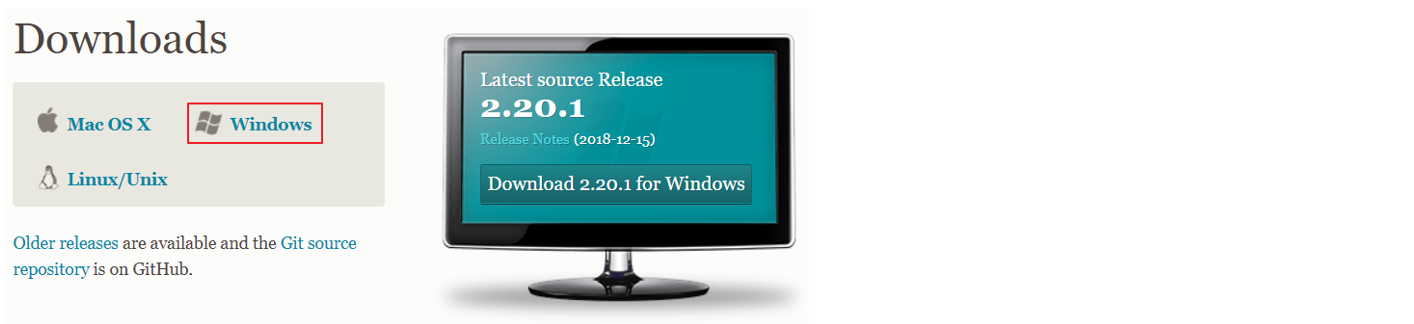 Downloads
Mac OS X
Windows
Linux/Unix
Older releases are available and the Git source
repository is on GitHub.
Latest source Release
2.20.1
Release Notes (2018-12-15)
Download 2.20.1 for Windows